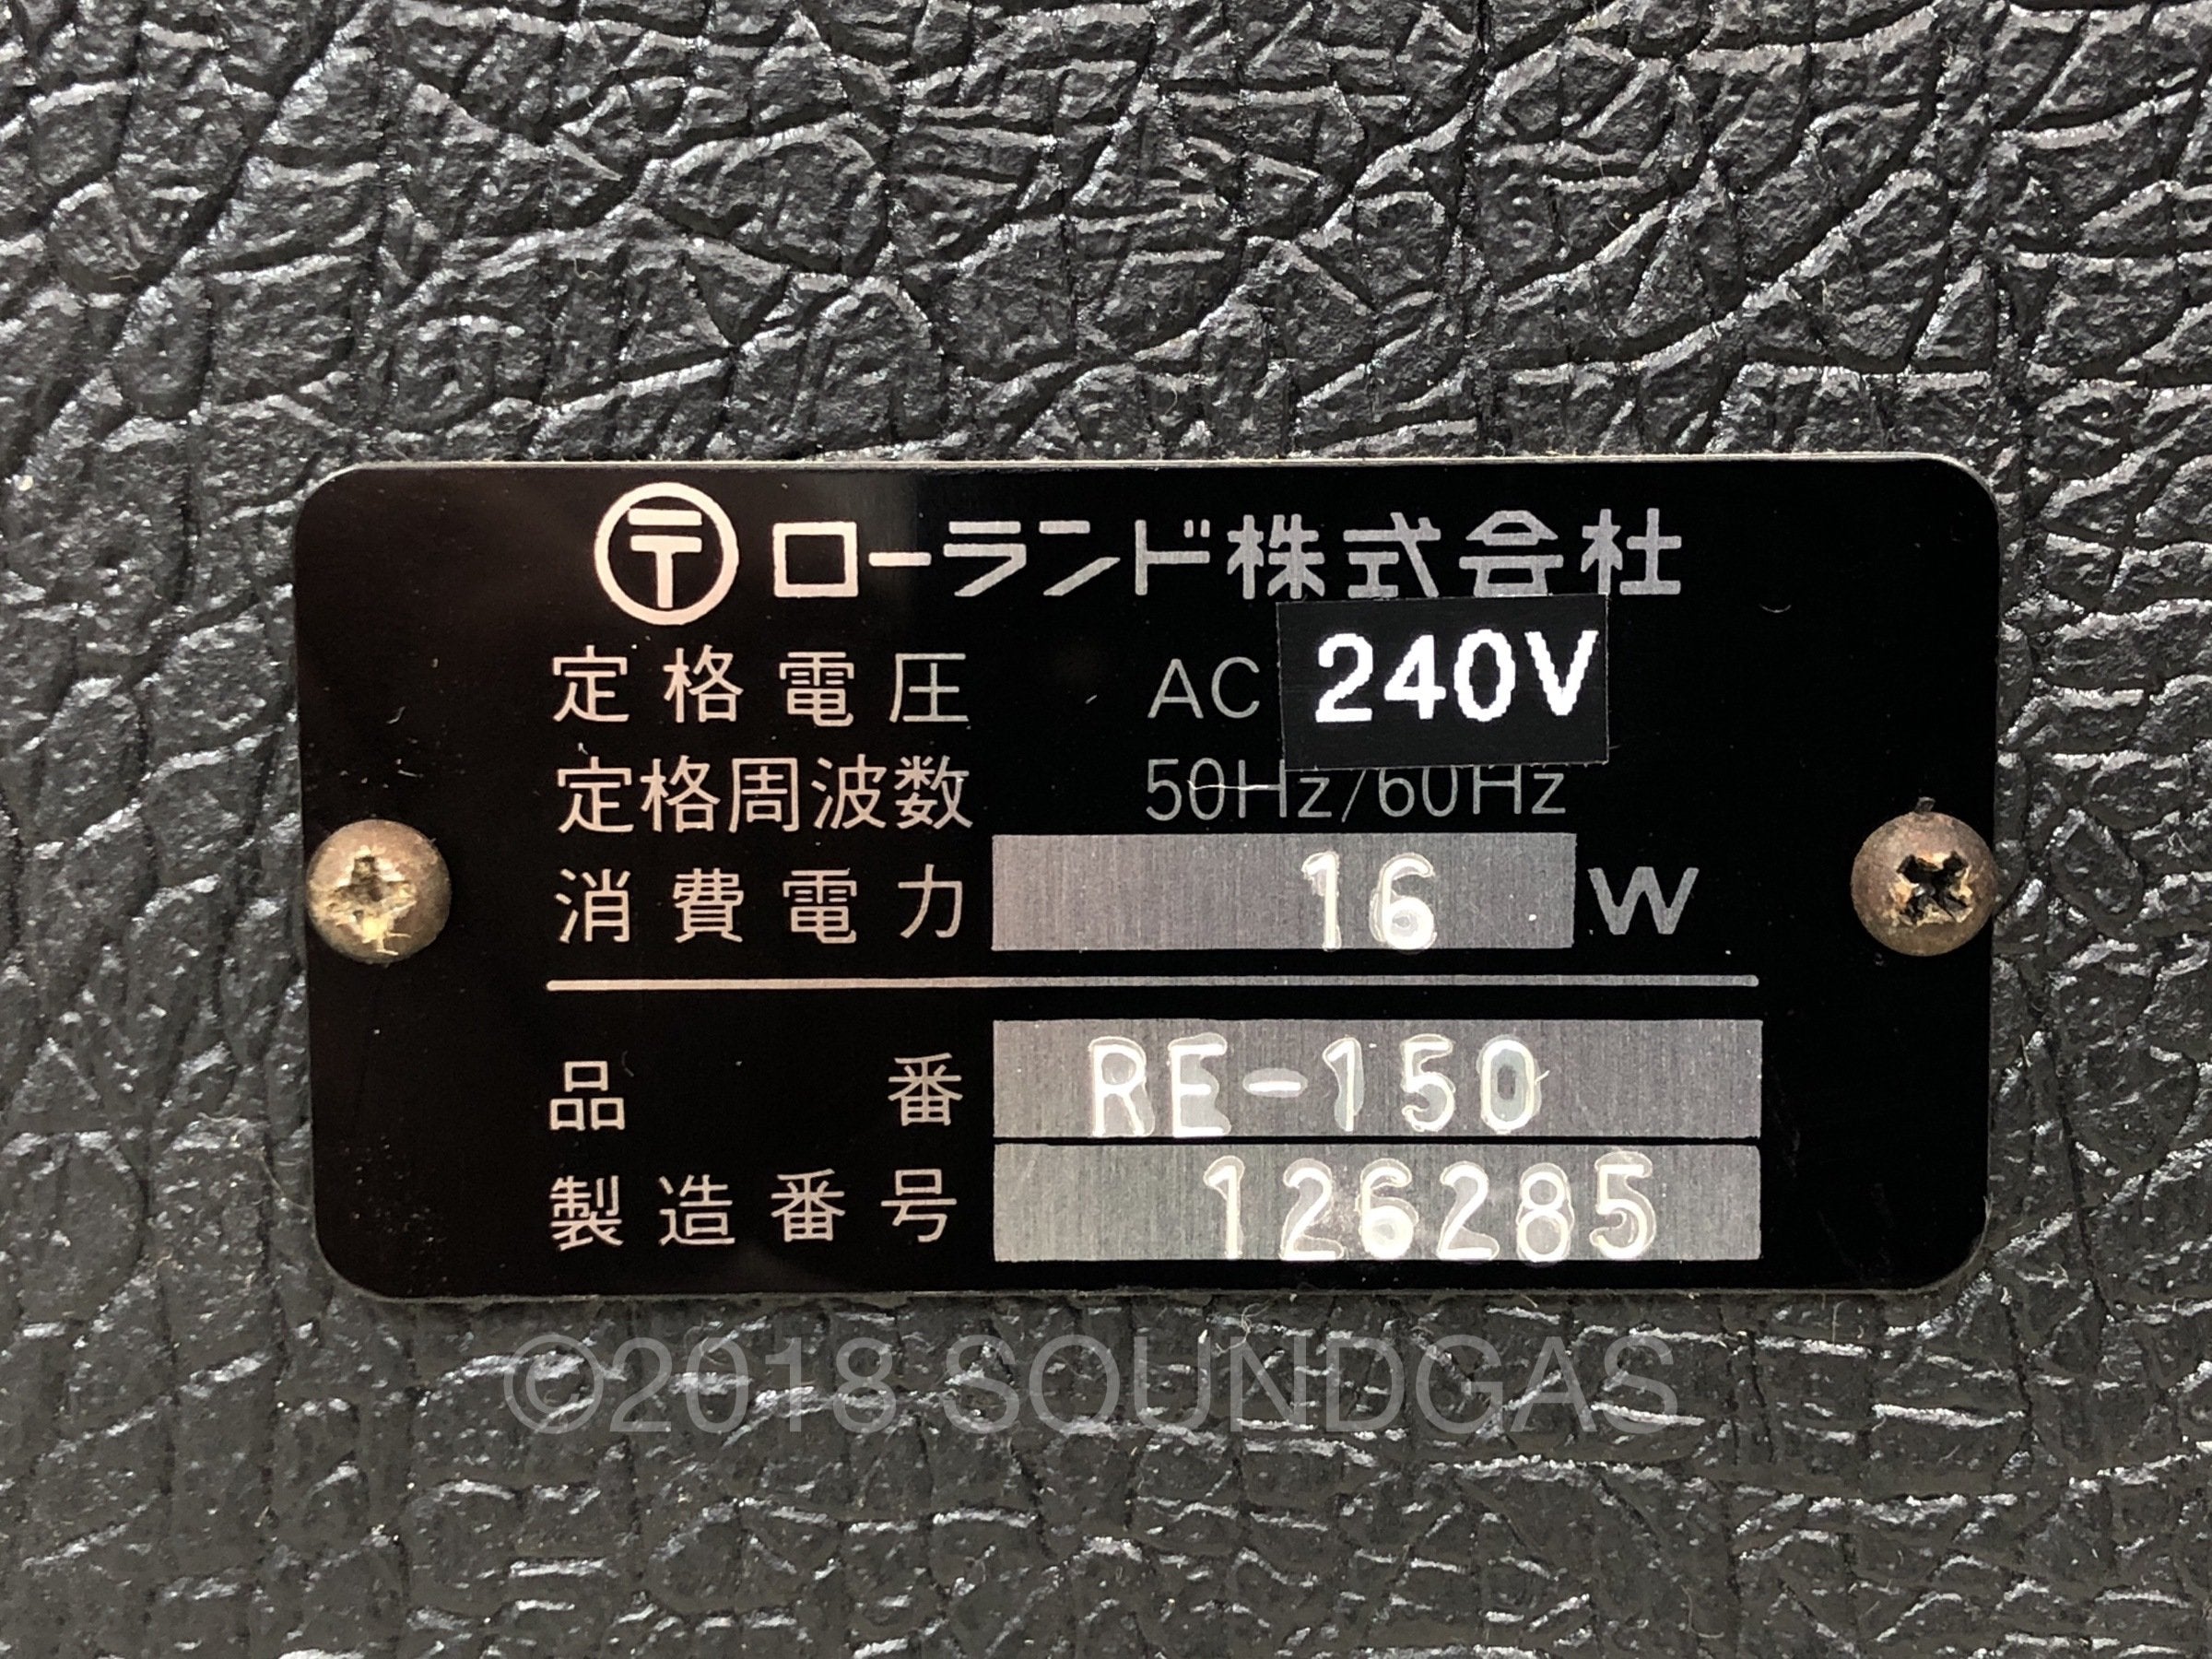 〶 ローランド株式会社
定格電圧 AC 240V
定格周波数 50Hz/60Hz
消費電力 16 W
品番 RE-150
製造番号 126285
©2018 SOUNDGAS